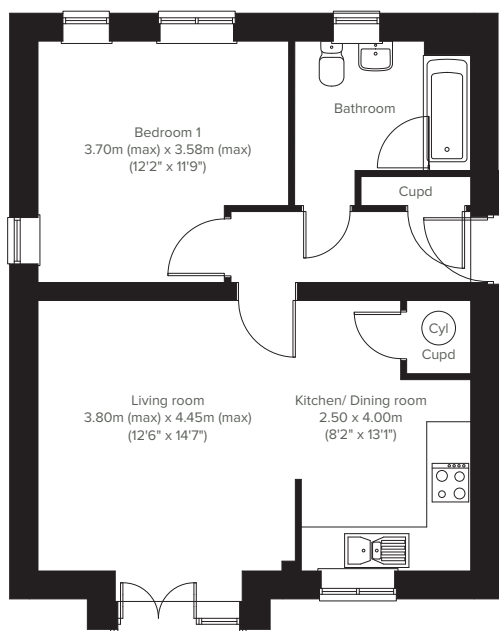 Bedroom 1
3.70m (max) x 3.58m (max)
(12'2" x 11'9")
Bathroom
Cupd
Cyl
Cupd
Living room
3.80m (max) x 4.45m (max)
(12'6" x 14'7")
Kitchen/ Dining room
2.50 x 4.00m
(8'2" x 13'1")